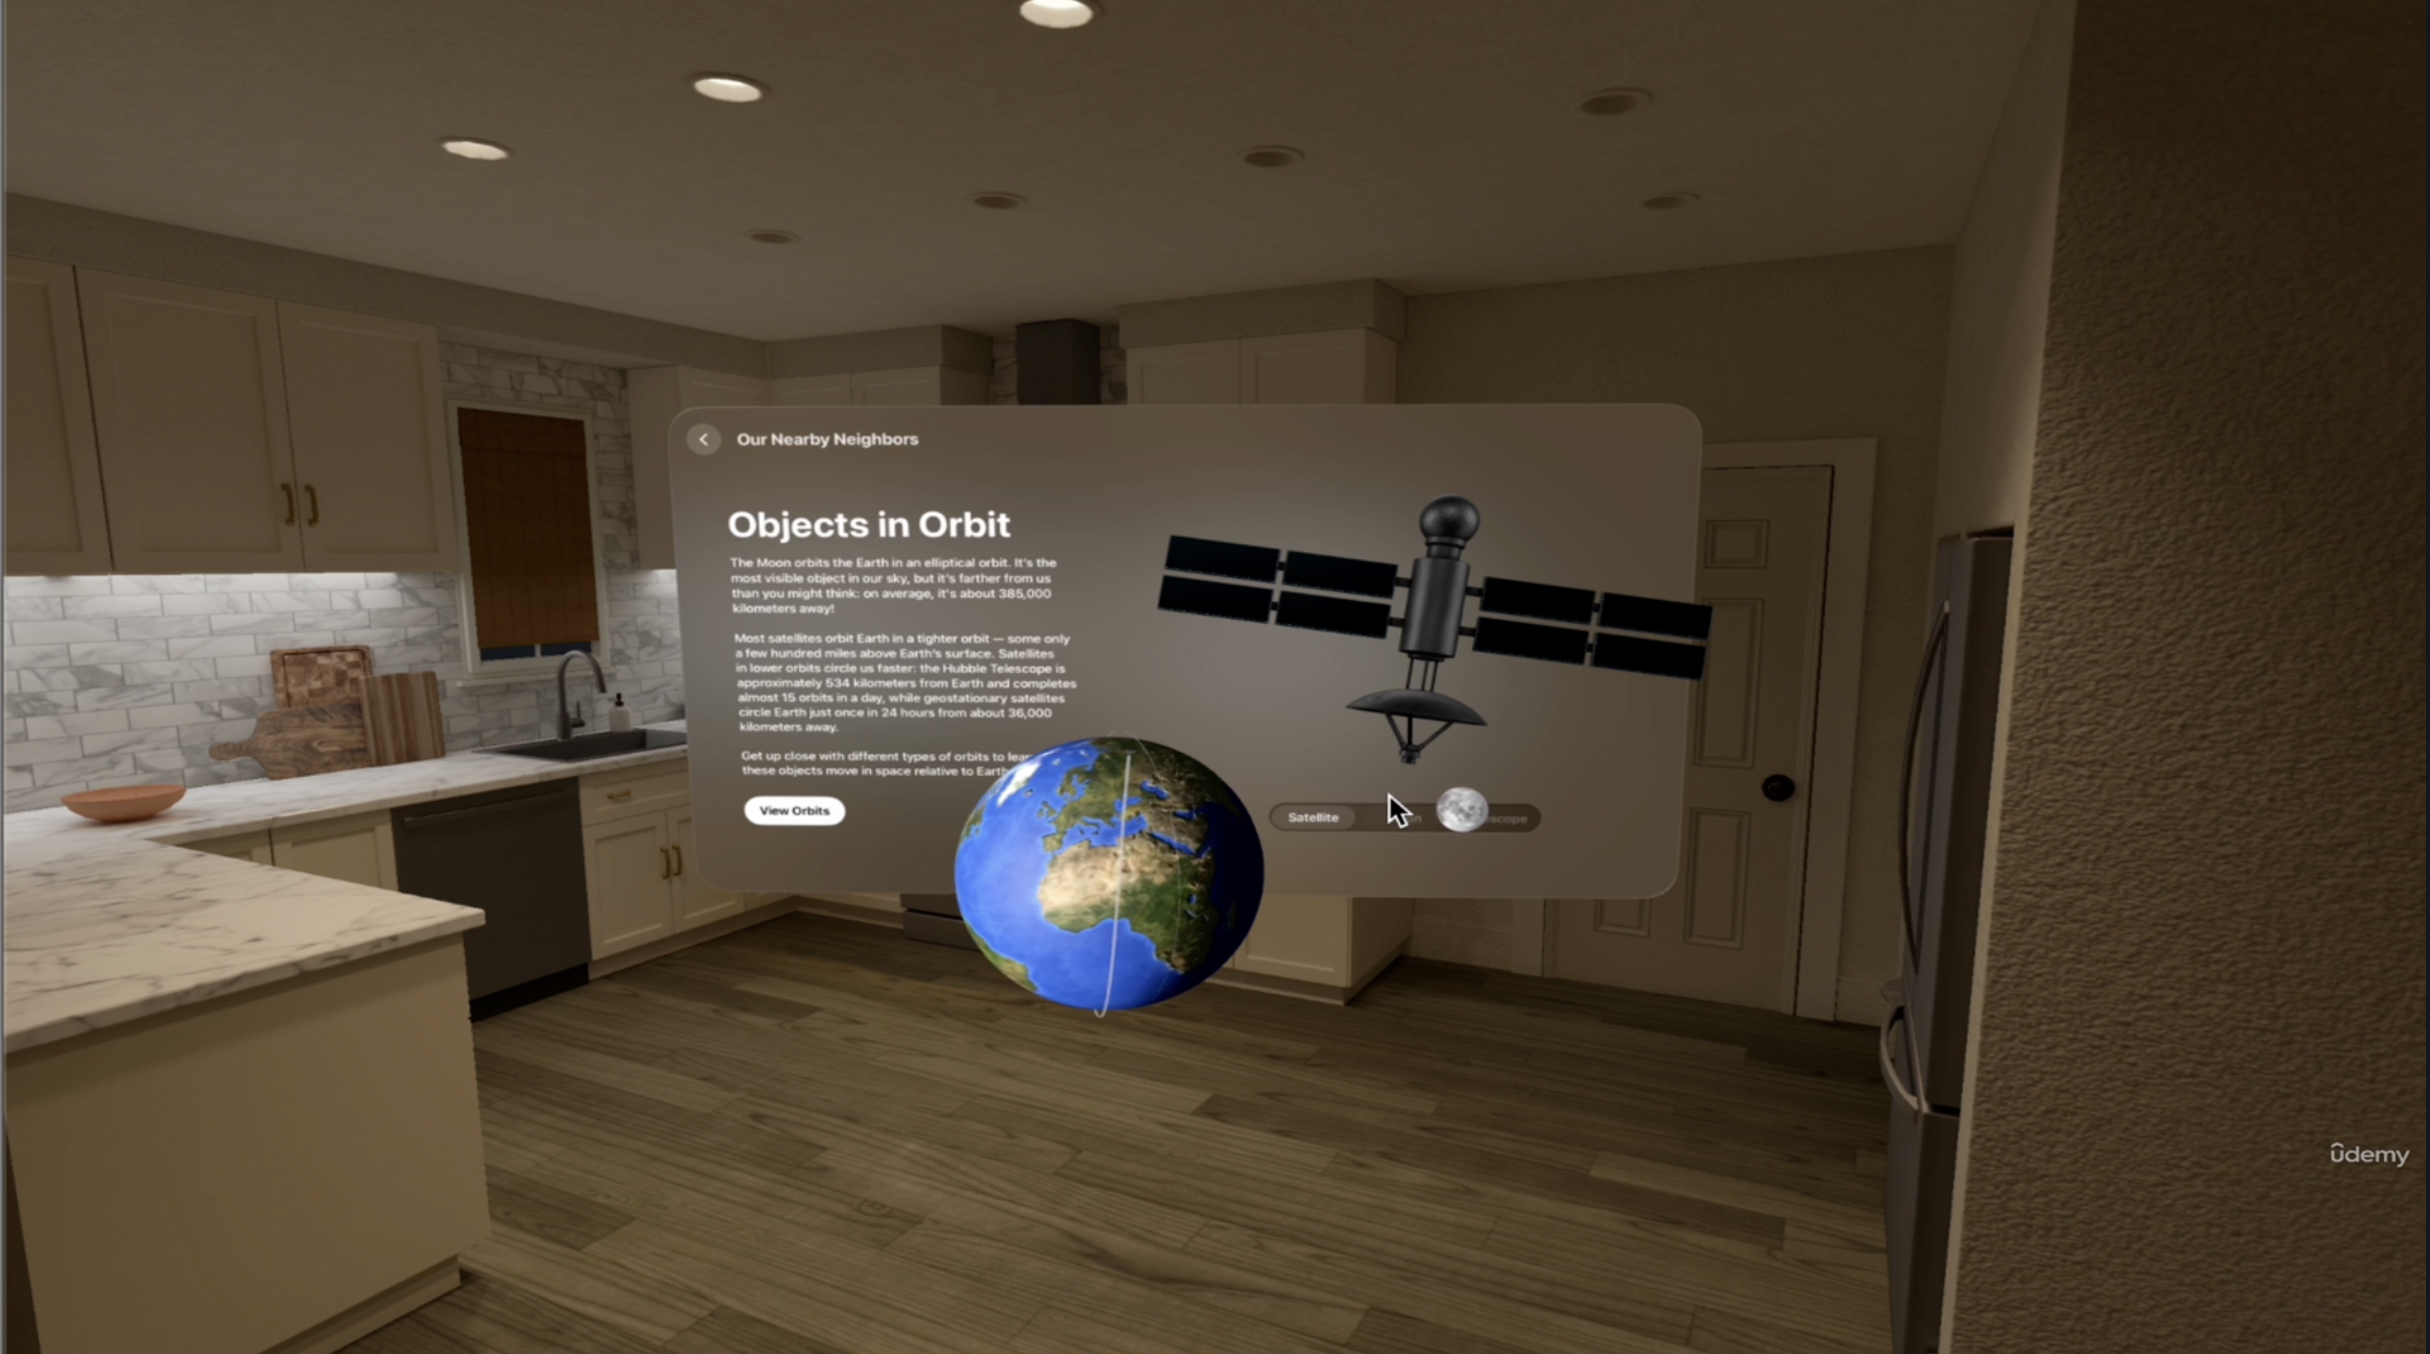 Our Nearby Neighbors
Objects in Orbit
The Moon orbits the Earth in an elliptical orbit. It's the
most visible object in our sky, but it's farther from us
than you might think: on average, it's about 385,000
kilometers away!
Most satellites orbit Earth in a tighter orbit — some only
a few hundred miles above Earth's surface. Satellites
in lower orbits circle us faster: the Hubble Telescope is
approximately 534 kilometers from Earth and completes
almost 15 orbits in a day, while geostationary satellites
circle Earth just once in 24 hours from about 36,000
kilometers away.
Get up close with different types of orbits to
these objects move in space relative to Earth
View Orbits
Satellite
ûdemy